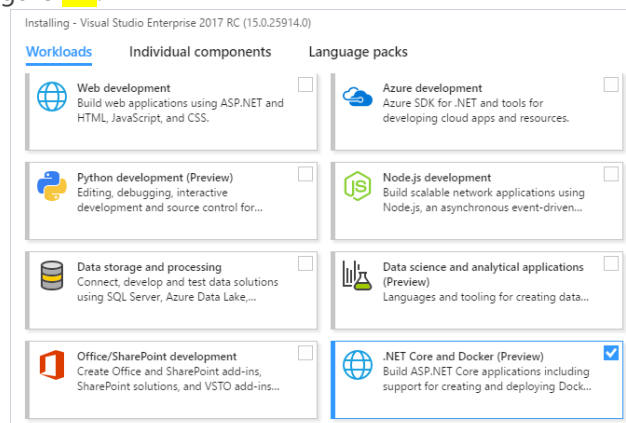 gure
Installing - Visual Studio Enterprise 2017 RC (15.0.25914.0)
Workloads Individual components Language packs
Web development
Build web applications using ASP.NET and
HTML, JavaScript, and CSS.
Azure development
Azure SDK for .NET and tools for
developing cloud apps and resources.
Python development (Preview)
Editing, debugging, interactive
development and source control for...
Node.js development
Build scalable network applications using
Node.js, an asynchronous event-driven...
Data storage and processing
Connect, develop and test data solutions
using SQL Server, Azure Data Lake,...
Data science and analytical applications
(Preview)
Languages and tooling for creating data...
Office/SharePoint development
Create Office and SharePoint add-ins,
SharePoint solutions, and VSTO add-ins...
.NET Core and Docker (Preview)
Build ASP.NET Core applications including
support for creating and deploying Dock...